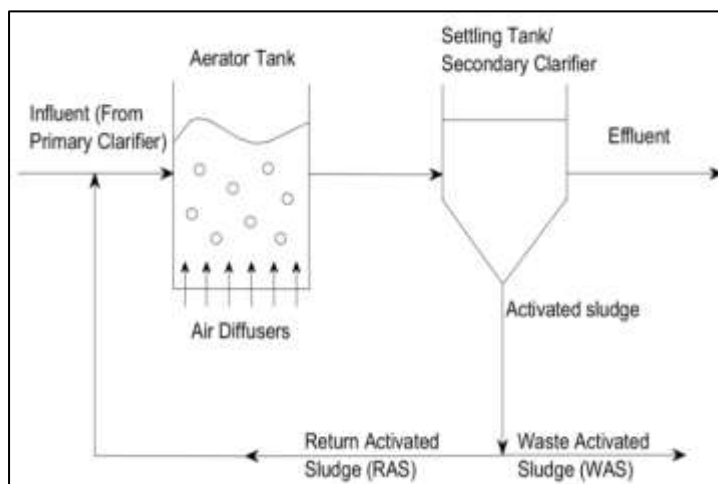 Aerator Tank
Settling Tank/
Secondary Clarifier
Influent (From
Primary Clarifier)
Effluent
Air Diffusers
Activated sludge
Return Activated
Sludge (RAS)
Waste Activated
Sludge (WAS)